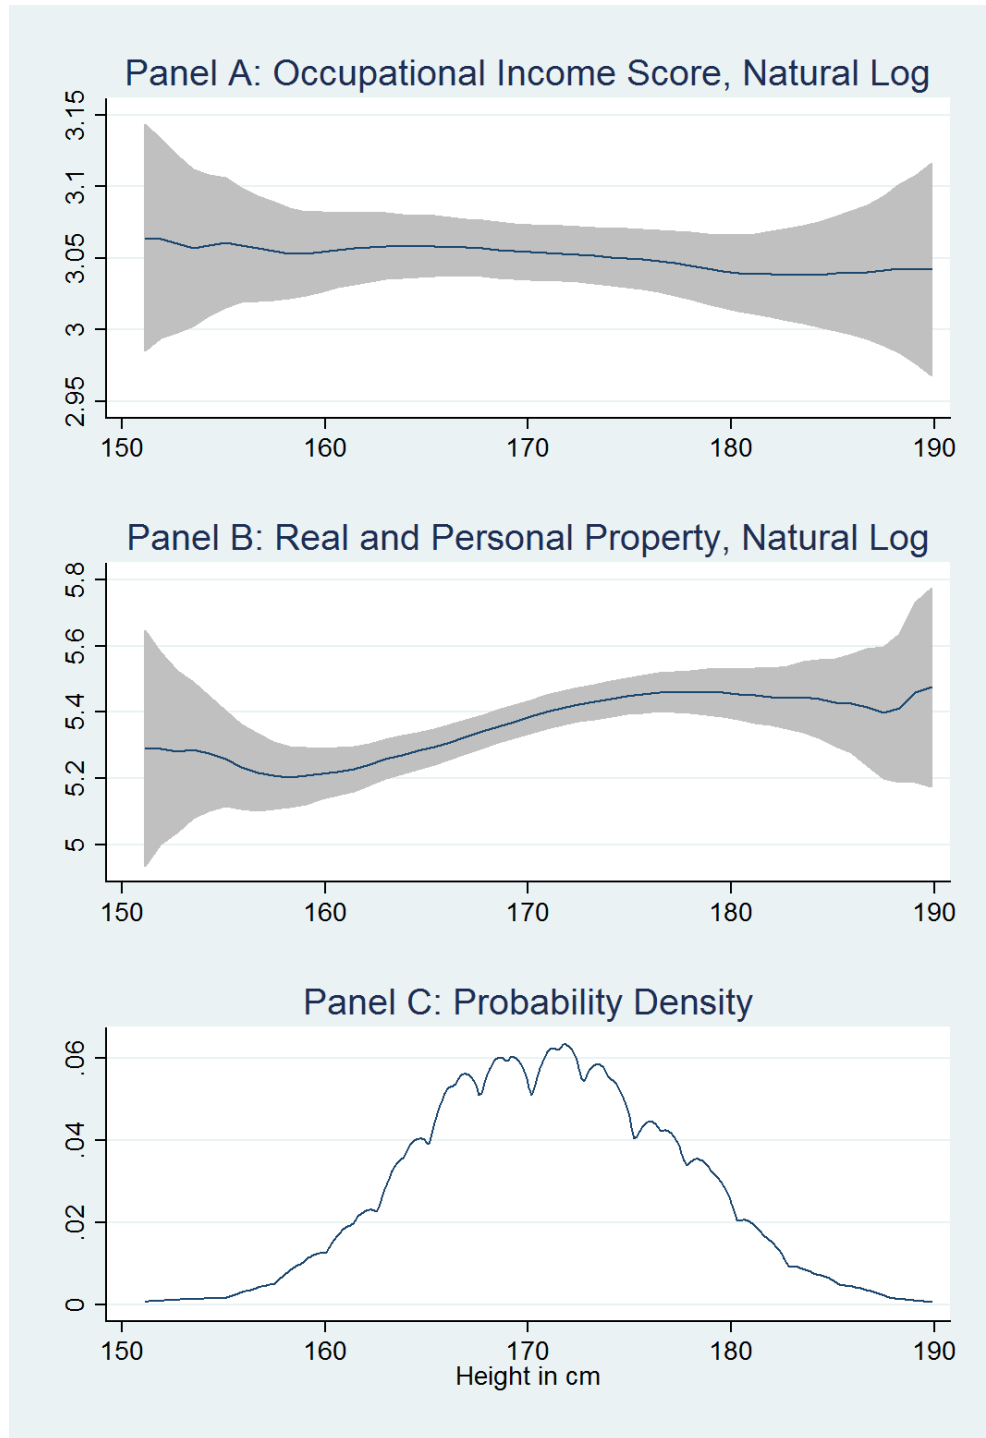 Panel A: Occupational Income Score, Natural Log
3.15
3.1
3.05
3
2.95
150 160 170 180 190
Panel B: Real and Personal Property, Natural Log
5.8
5.6
5.4
5.2
5
150 160 170 180 190
Panel C: Probability Density
.06
.04
.02
0
150 160 170 180 190
Height in cm